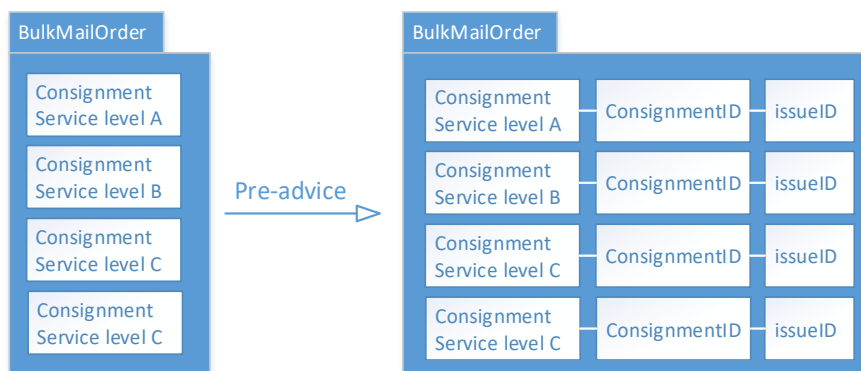 BulkMailOrder
Consignment
Service level A
Consignment
Service level B
Consignment
Service level C
Consignment
Service level C
Pre-advice
BulkMailOrder
Consignment
Service level A
ConsignmentID
issueID
Consignment
Service level B
ConsignmentID
issueID
Consignment
Service level C
ConsignmentID
issueID
Consignment
Service level C
ConsignmentID
issueID